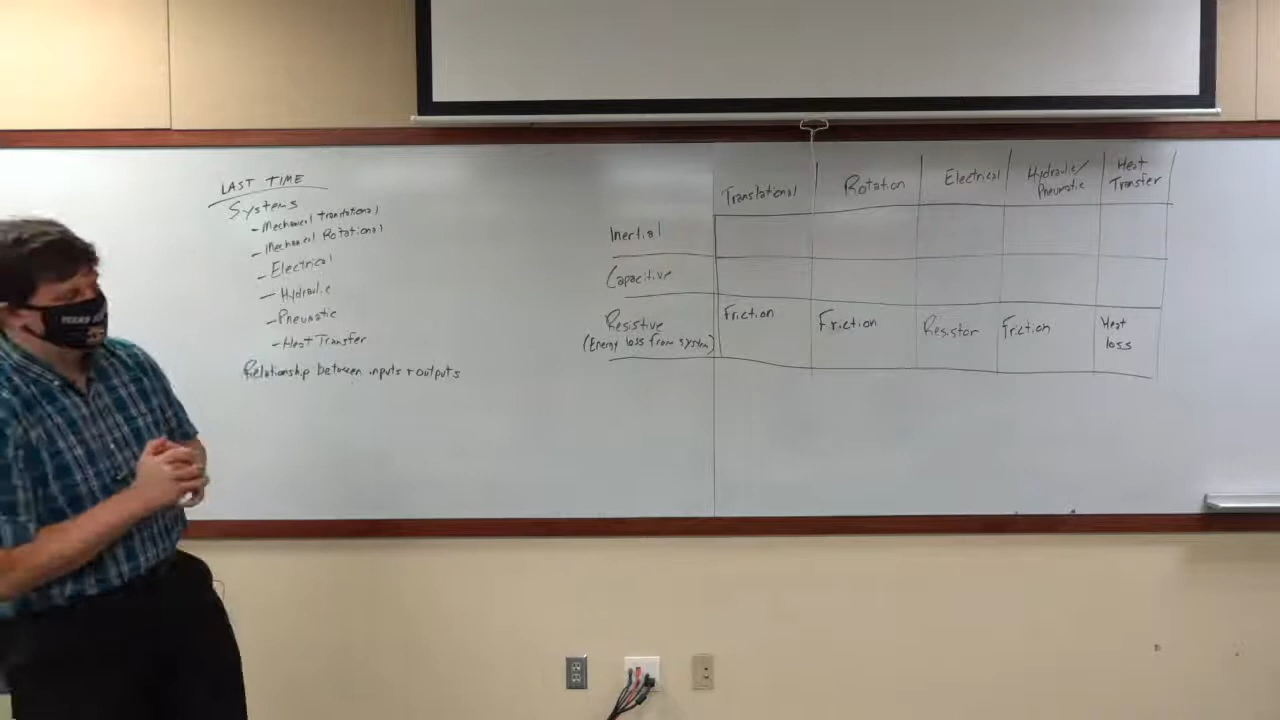 LAST TIME
Systems
- Mechanical translational
- Mechanical Rotational
- Electrical
- Hydraulic
- Pneumatic
- Heat Transfer
Relationship between inputs + outputs
Translational
Rotation
Electrical
Hydraulic/
Pneumatic
Heat
Transfer
Inertial
Capacitive
Resistive
(Energy loss from system)
Friction
Friction
Resistor
Friction
Heat
loss
TEXAS